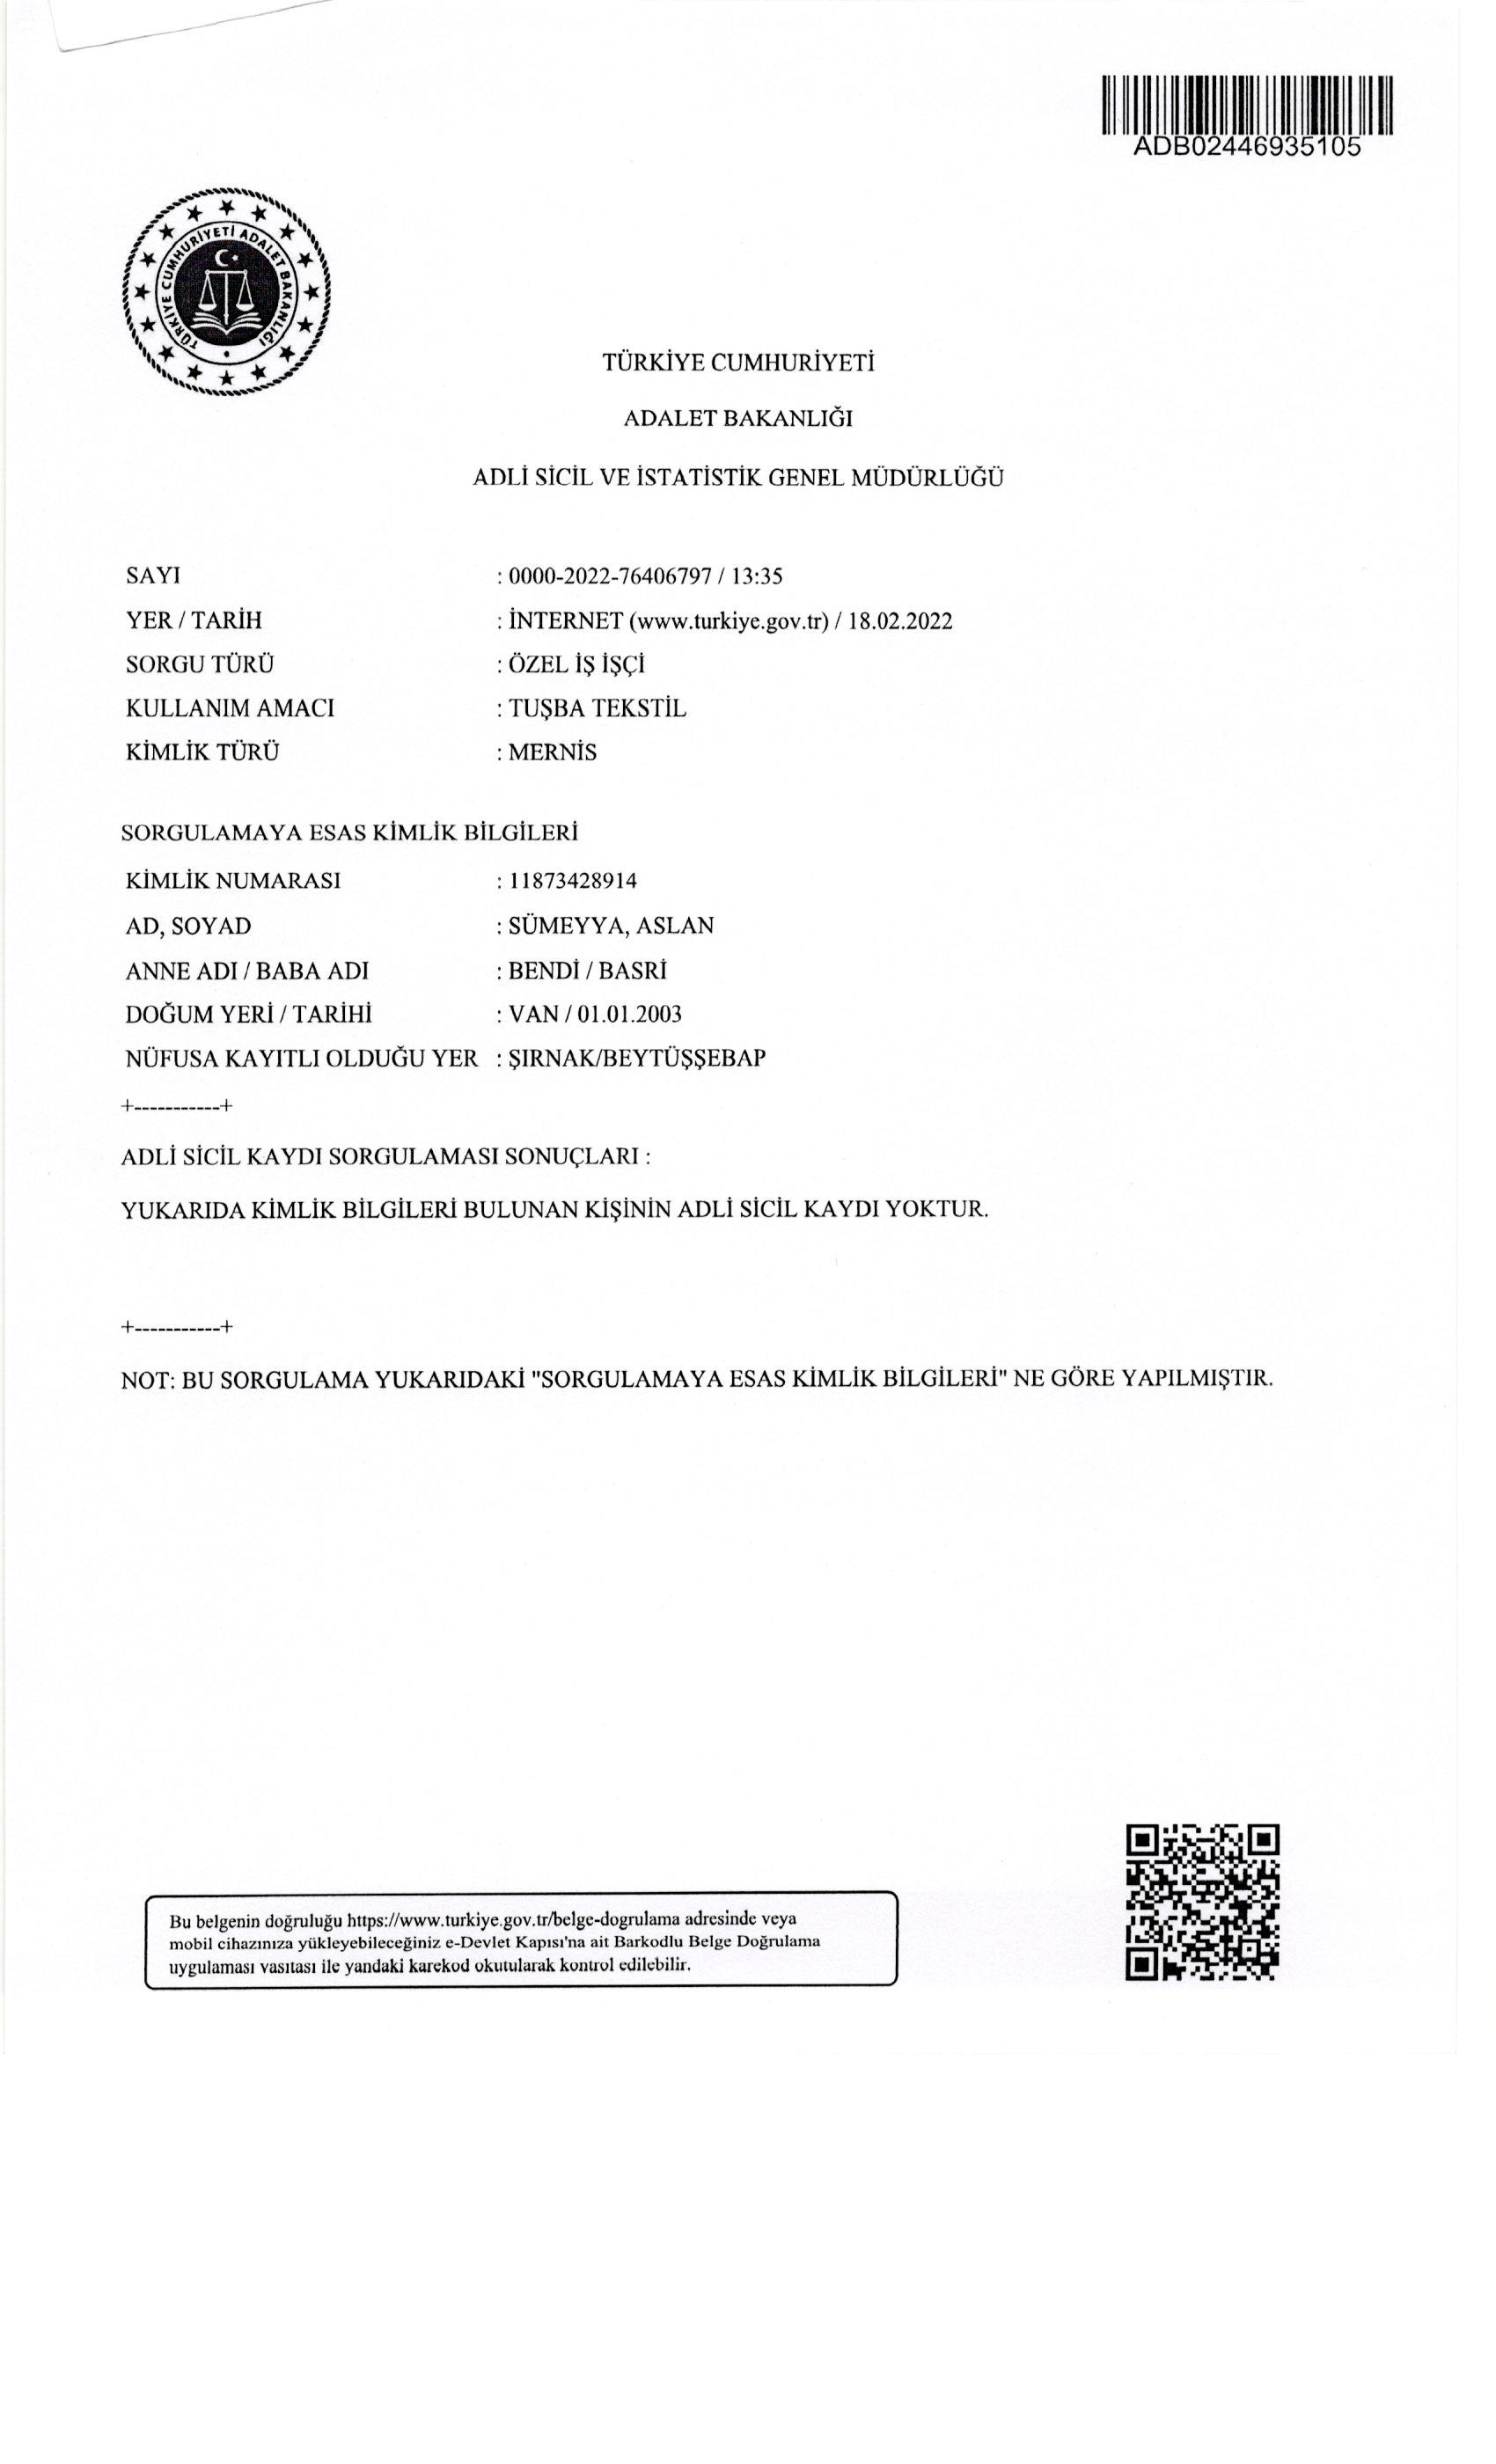 ADB02446935105
TÜRKİYE CUMHURİYETİ ADALET BAKANLIĞI
TÜRKİYE CUMHURİYETİ
ADALET BAKANLIĞI
ADLİ SİCİL VE İSTATİSTİK GENEL MÜDÜRLÜĞÜ
SAYI : 0000-2022-76406797 / 13:35
YER / TARİH : İNTERNET (www.turkiye.gov.tr) / 18.02.2022
SORGU TÜRÜ : ÖZEL İŞ İŞÇİ
KULLANIM AMACI : TUŞBA TEKSTİL
KİMLİK TÜRÜ : MERNİS
SORGULAMAYA ESAS KİMLİK BİLGİLERİ
KİMLİK NUMARASI : 11873428914
AD, SOYAD : SÜMEYYA, ASLAN
ANNE ADI / BABA ADI : BENDİ / BASRİ
DOĞUM YERİ / TARİHİ : VAN / 01.01.2003
NÜFUSA KAYITLI OLDUĞU YER : ŞIRNAK/BEYTÜŞŞEBAP
+-----------+
ADLİ SİCİL KAYDI SORGULAMASI SONUÇLARI :
YUKARIDA KİMLİK BİLGİLERİ BULUNAN KİŞİNİN ADLİ SİCİL KAYDI YOKTUR.
+-----------+
NOT: BU SORGULAMA YUKARIDAKİ "SORGULAMAYA ESAS KİMLİK BİLGİLERİ" NE GÖRE YAPILMIŞTIR.
Bu belgenin doğruluğu https://www.turkiye.gov.tr/belge-dogrulama adresinde veya
mobil cihazınıza yükleyebileceğiniz e-Devlet Kapısı'na ait Barkodlu Belge Doğrulama
uygulaması vasıtası ile yandaki karekod okutularak kontrol edilebilir.